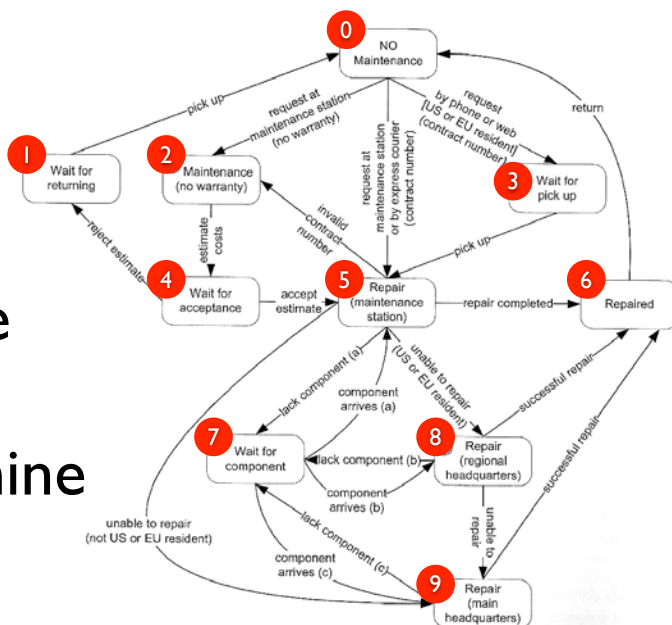 0
NO
Maintenance
pick up
request at
maintenance station
(no warranty)
request
by phone or web
[US or EU resident]
(contract number)
return
1
Wait for
returning
2
Maintenance
(no warranty)
request at
maintenance station
or by express courier
(contract number)
3
Wait for
pick up
invalid
contract
number
pick up
reject estimate
estimate
costs
4
Wait for
acceptance
accept
estimate
5
Repair
(maintenance
station)
repair completed
6
Repaired
e
lack component (a)
component
arrives (a)
unable to repair
(US or EU resident)
successful repair
7
Wait for
component
lack component (b)
component
arrives (b)
8
Repair
(regional
headquarters)
successful repair
nine
unable to repair
(not US or EU resident)
component
arrives (c)
lack component (c)
unable to
repair
9
Repair
(main
headquarters)